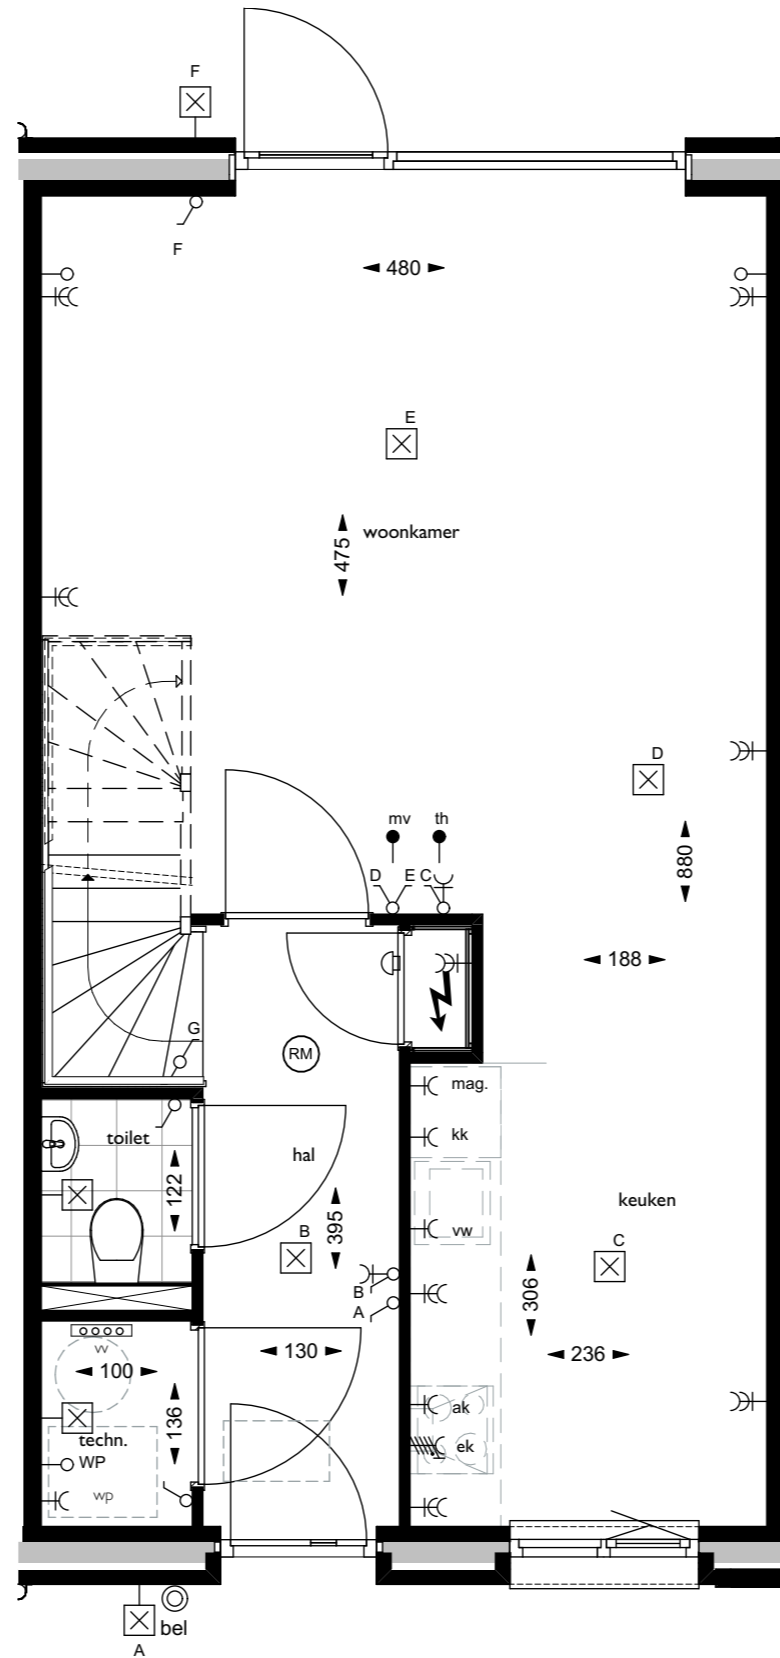 F
F
480
E
475
woonkamer
D
mv
th
880
D
E
C
188
G
RM
mag.
toilet
kk
hal
122
keuken
395
vw
B
C
B
306
A
130
236
vv
100
ak
136
techn.
ek
WP
wp
bel
A